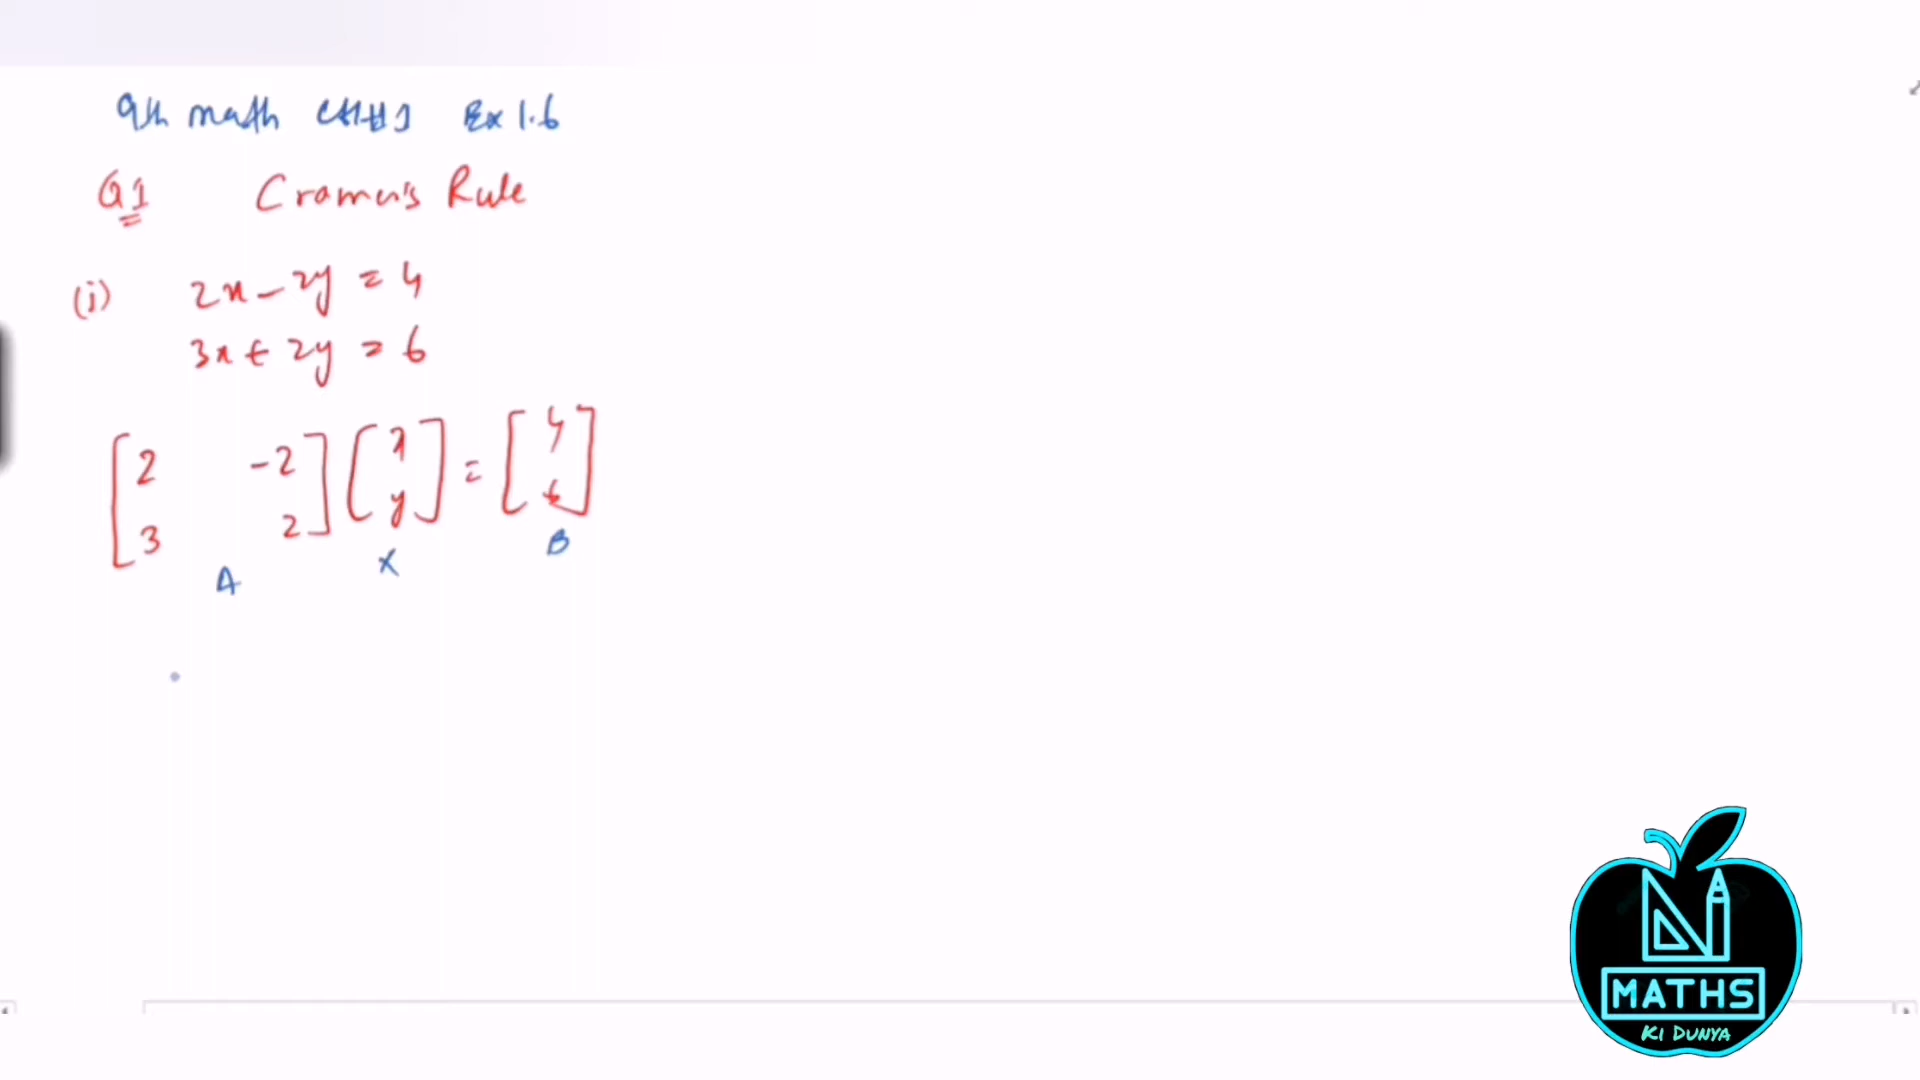 9th math CH#1 Ex 1.6
Q1 Cramer's Rule
(i) 2x - 2y = 4
3x + 2y = 6
[2 -2] [x] = [4]
[3 2] [y] [6]
A X B
MATHS
KI DUNYA